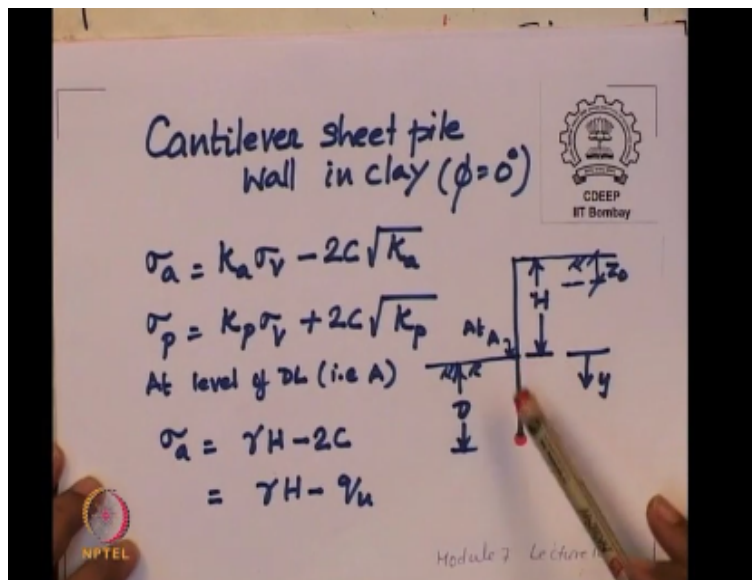 Cantilever sheet pile
wall in clay (φ=0°)
CDEEP
IIT Bombay
σa = Ka σv - 2C√Ka
σp = Kp σv + 2C√Kp
At level of DL (i.e A)
σa = γH - 2C
= γH - qu
At A
H
Z0
D
y
NPTEL
Module 7 Lecture